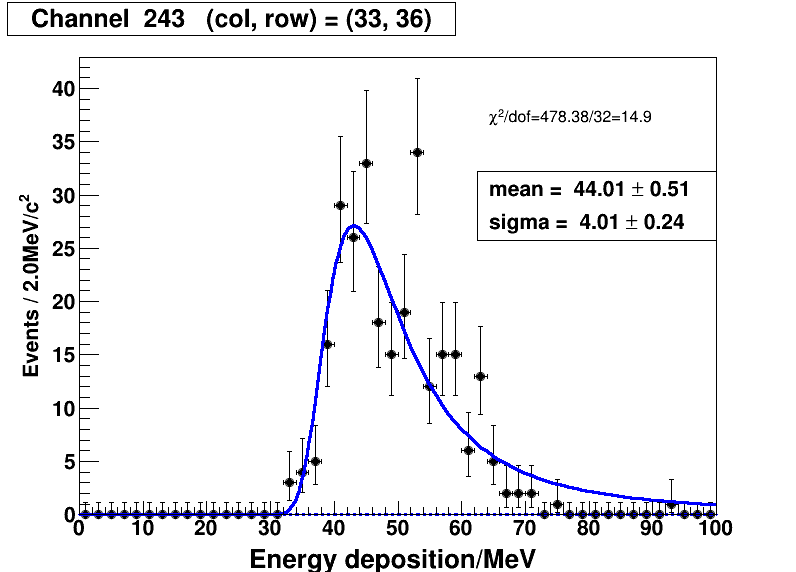 Channel 243 (col, row) = (33, 36)
χ²/dof=478.38/32=14.9
mean = 44.01 ± 0.51
sigma = 4.01 ± 0.24
Events / 2.0MeV/c²
40
35
30
25
20
15
10
5
0
0 10 20 30 40 50 60 70 80 90 100
Energy deposition/MeV